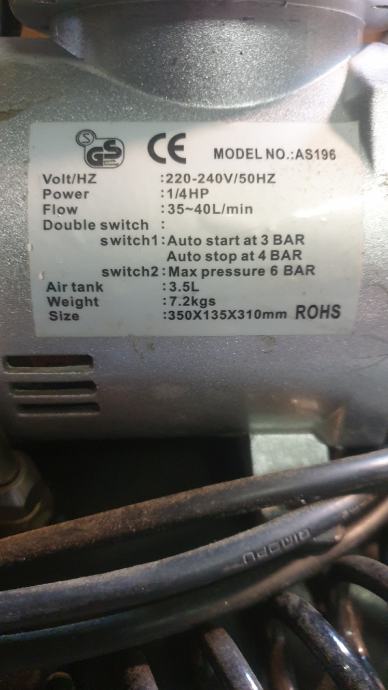 S
GS
CE
MODEL NO.:AS196
Volt/HZ :220-240V/50HZ
Power :1/4HP
Flow :35~40L/min
Double switch :
switch1:Auto start at 3 BAR
Auto stop at 4 BAR
switch2:Max pressure 6 BAR
Air tank :3.5L
Weight :7.2kgs
Size :350X135X310mm ROHS